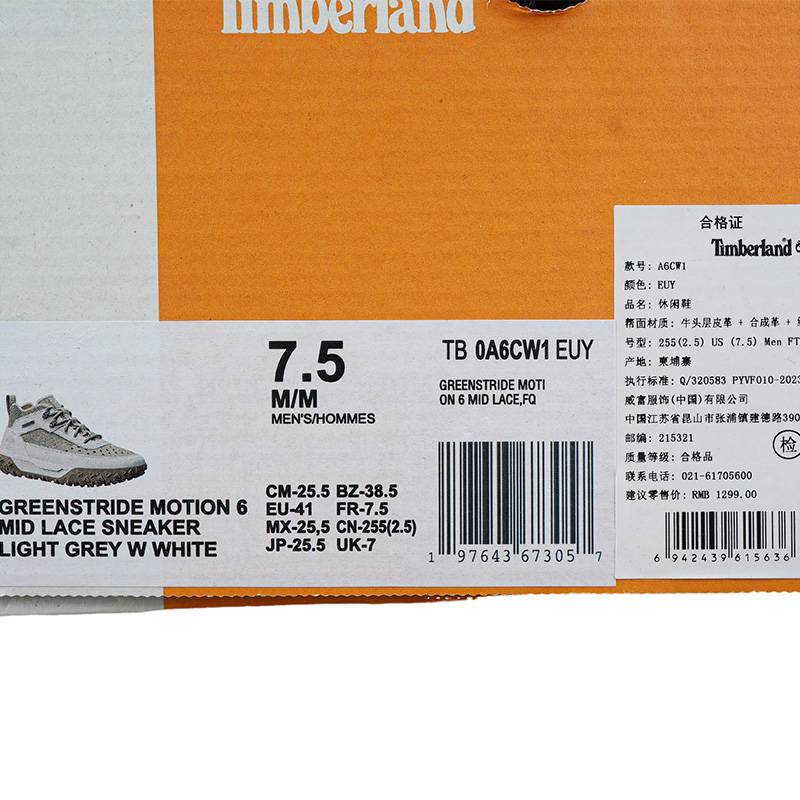 Timberland
7.5
M/M
MEN'S/HOMMES
TB 0A6CW1 EUY
GREENSTRIDE MOTI
ON 6 MID LACE,FQ
GREENSTRIDE MOTION 6
MID LACE SNEAKER
LIGHT GREY W WHITE
CM-25.5 BZ-38.5
EU-41 FR-7.5
MX-25,5 CN-255(2.5)
JP-25.5 UK-7
1 97643 67305 7
合格证
Timberland
款号: A6CW1
颜色: EUY
品名: 休闲鞋
帮面材质: 牛头层皮革 + 合成革 +
号型: 255(2.5) US (7.5) Men FT
产地: 柬埔寨
执行标准: Q/320583 PYVF010-2023
威富服饰(中国)有限公司
中国江苏省昆山市张浦镇建德路390
邮编: 215321
检
质量等级: 合格品
联系电话: 021-61705600
建议零售价: RMB 1299.00
6 942439 615636